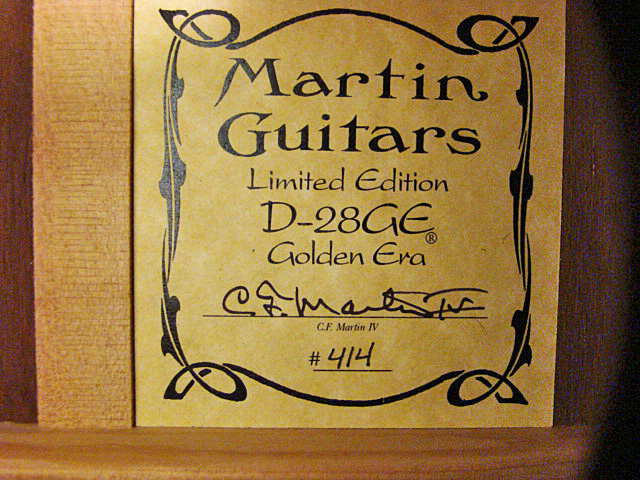 Martin
Guitars
Limited Edition
D-28GE®
Golden Era
C.F. Martin IV
C.F. Martin IV
# 414